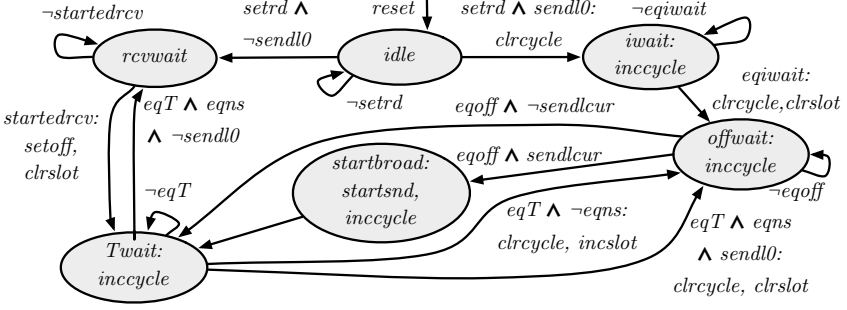 ¬startedrcv
setrd ∧
¬sendl0
reset
setrd ∧ sendl0:
clrcycle
¬eqiwait
rcvwait
idle
iwait:
inccycle
¬setrd
eqiwait:
clrcycle,clrslot
startedrcv:
setoff,
clrslot
eqT ∧ eqns
∧ ¬sendl0
eqoff ∧ ¬sendlcur
offwait:
inccycle
startbroad:
startsnd,
inccycle
eqoff ∧ sendlcur
¬eqoff
¬eqT
eqT ∧ ¬eqns:
clrcycle, incslot
eqT ∧ eqns
∧ sendl0:
clrcycle, clrslot
Twait:
inccycle